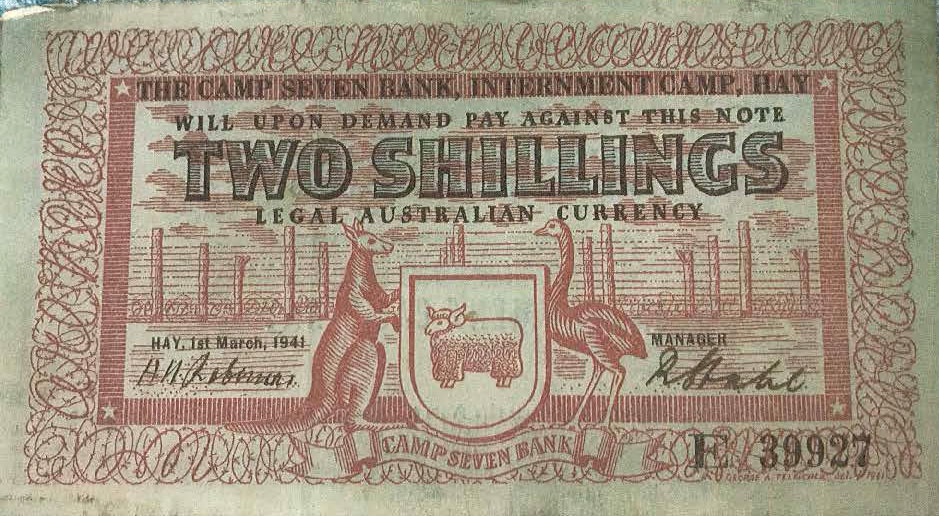 THE CAMP SEVEN BANK, INTERNMENT CAMP, HAY
WILL UPON DEMAND PAY AGAINST THIS NOTE
TWO SHILLINGS
LEGAL AUSTRALIAN CURRENCY
HAY, 1st March, 1941
MANAGER
CAMP SEVEN BANK
E 39927
GEORGE A.